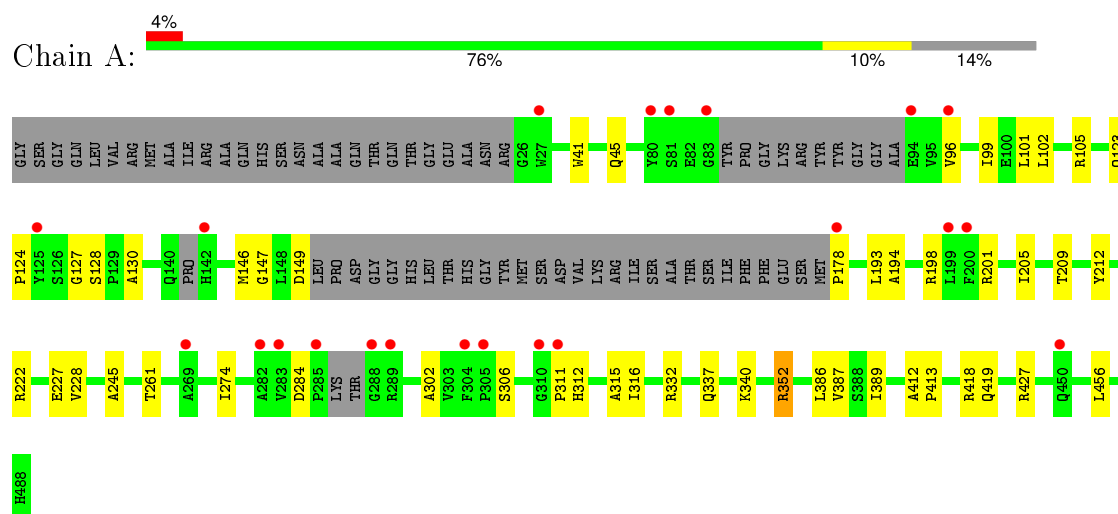 4%
Chain A:
76% 10% 14%
GLY SER GLY GLN LEU VAL ARG MET ALA ILE ARG ALA GLN HIS SER ASN ALA ALA GLN THR GLN THR GLY GLU ALA ASN ARG G26 W27 W41 Q45 Y80 S81 E82 G83 TYR PRO GLY LYS ARG TYR TYR GLY GLY ALA E94 V95 V96 I99 E100 L101 L102 R105 Q123
P124 Y125 S126 G127 S128 P129 A130 Q140 PRO H142 M146 G147 L148 D149 LEU PRO ASP GLY GLY HIS LEU THR HIS GLY TYR MET SER ASP VAL LYS ARG ILE SER ALA THR SER ILE PHE PHE GLU SER MET P178 L193 A194 R198 L199 F200 R201 I205 T209 Y212
R222 E227 V228 A245 T261 A269 I274 A282 V283 D284 P285 LYS THR G288 R289 A302 V303 F304 P305 S306 G310 P311 H312 A315 I316 R332 Q337 K340 R352 L386 V387 S388 I389 A412 P413 R418 Q419 R427 Q450 L456
H488